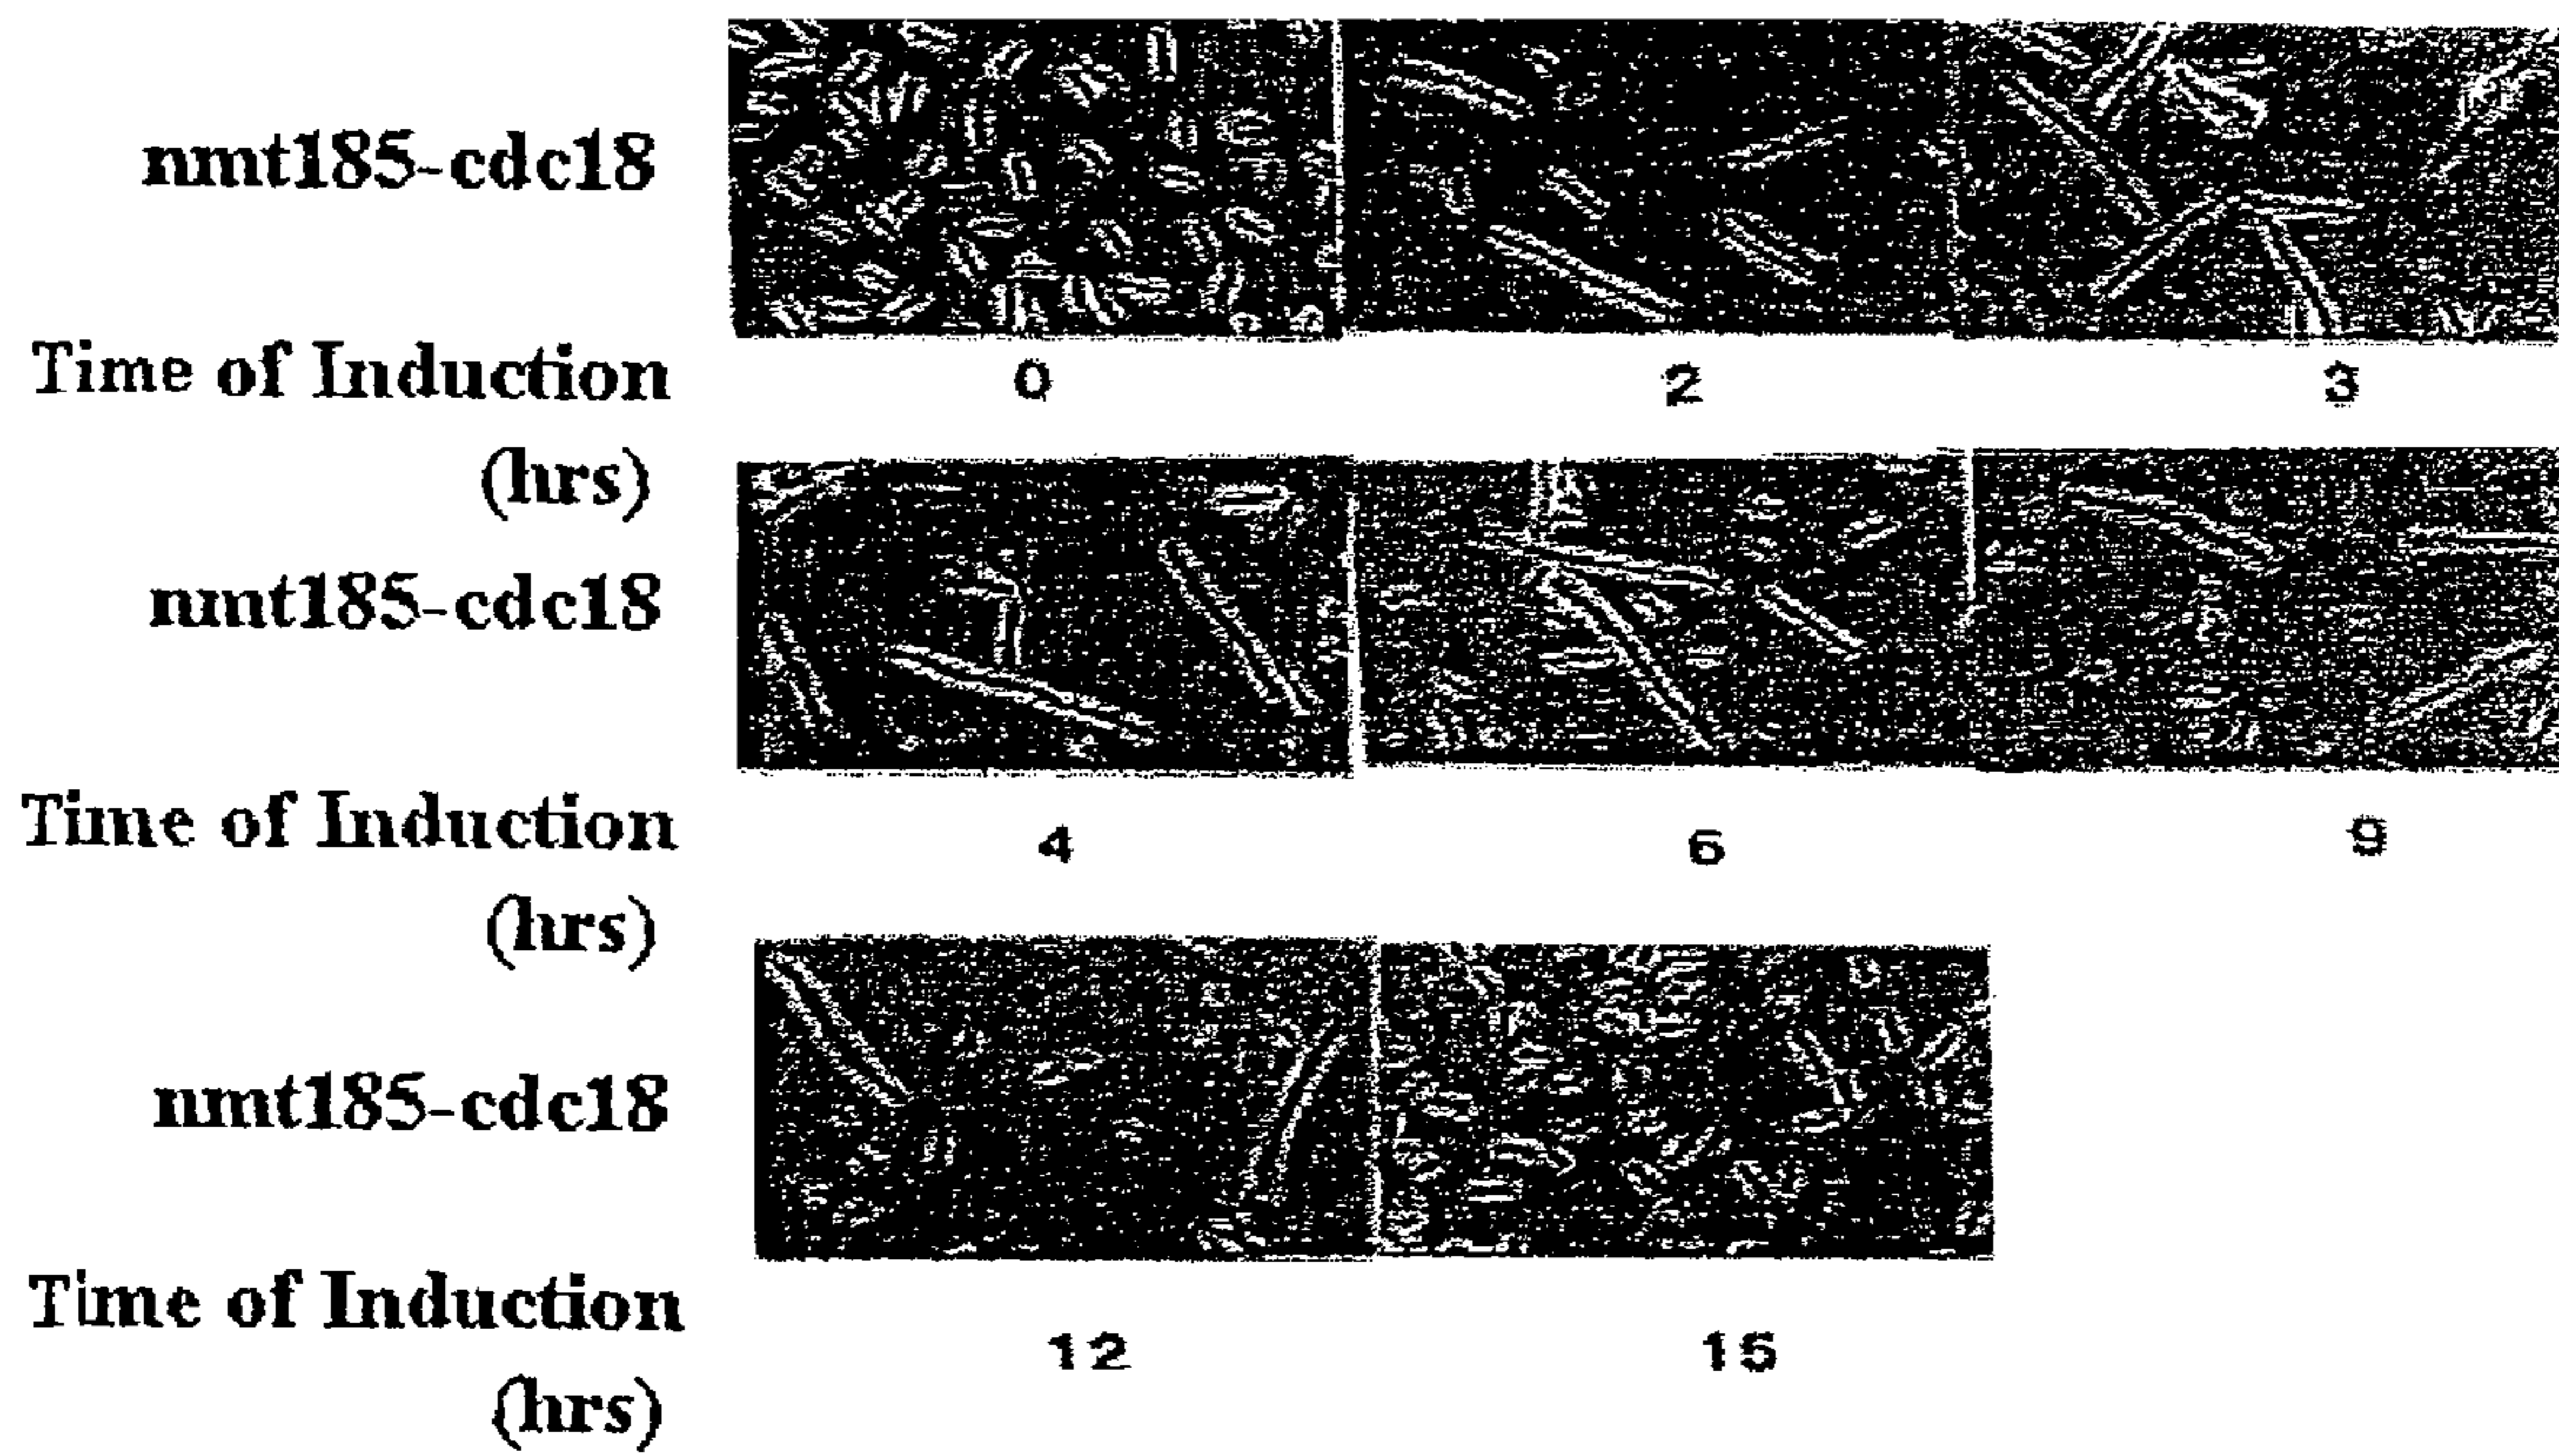 nmt185-cdc18
Time of Induction
(hrs)
0 2 3
nmt185-cdc18
Time of Induction
(hrs)
4 6 9
nmt185-cdc18
Time of Induction
(hrs)
12 15